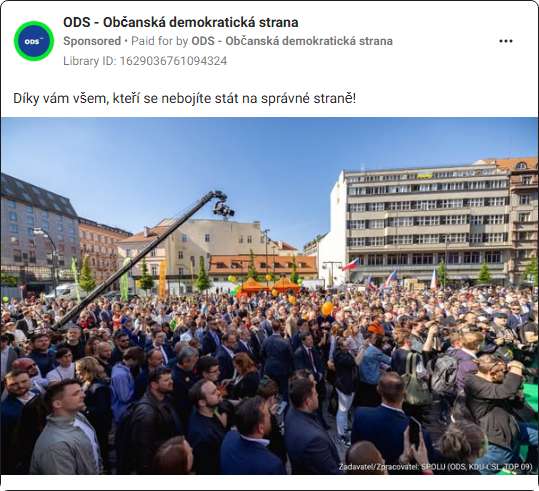 ODS - Občanská demokratická strana
Sponsored • Paid for by ODS - Občanská demokratická strana
Library ID: 1629036761094324
ODS
Díky vám všem, kteří se nebojíte stát na správné straně!
Zadavatel/Zpracovatel: SPOLU (ODS, KDU-ČSL, TOP 09)